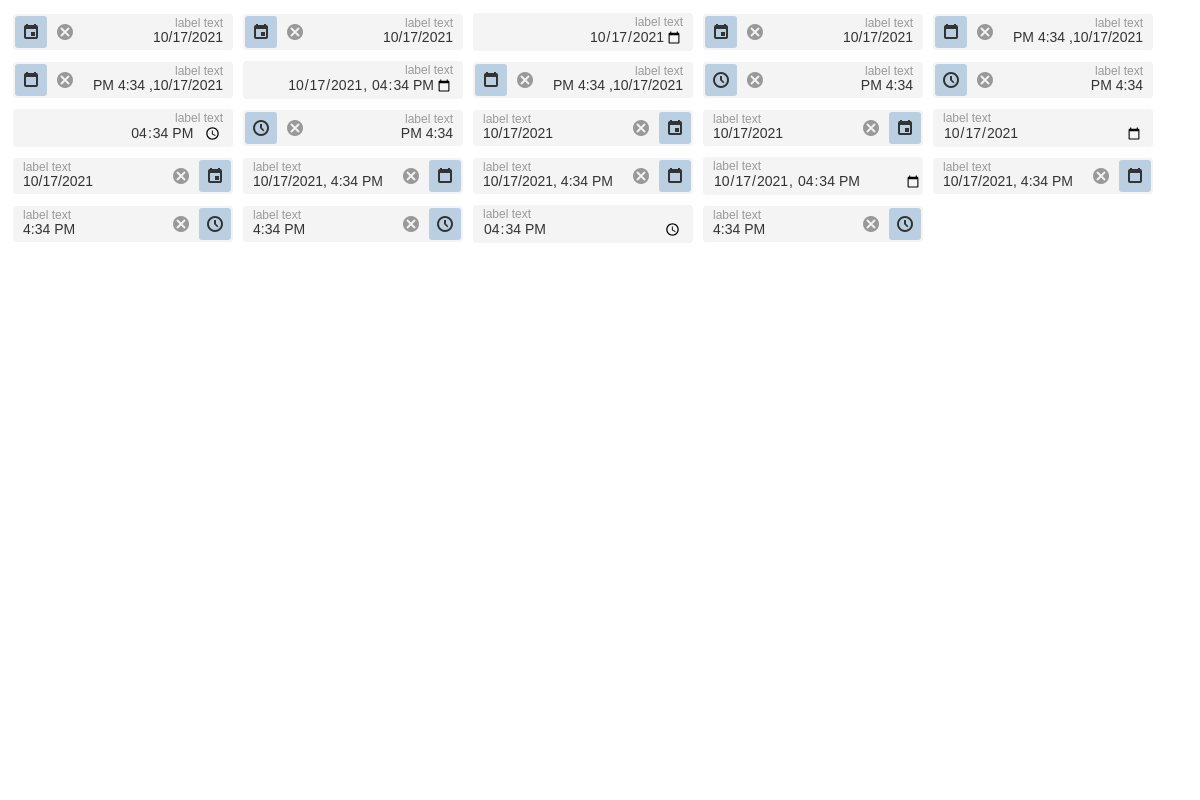 label text
10/17/2021
label text
10/17/2021
label text
10/17/2021
label text
10/17/2021
label text
PM 4:34 ,10/17/2021
label text
PM 4:34 ,10/17/2021
label text
10/17/2021, 04:34 PM
label text
PM 4:34 ,10/17/2021
label text
PM 4:34
label text
PM 4:34
label text
04:34 PM
label text
PM 4:34
label text
10/17/2021
label text
10/17/2021
label text
10/17/2021
label text
10/17/2021
label text
10/17/2021, 4:34 PM
label text
10/17/2021, 4:34 PM
label text
10/17/2021, 04:34 PM
label text
10/17/2021, 4:34 PM
label text
4:34 PM
label text
4:34 PM
label text
04:34 PM
label text
4:34 PM